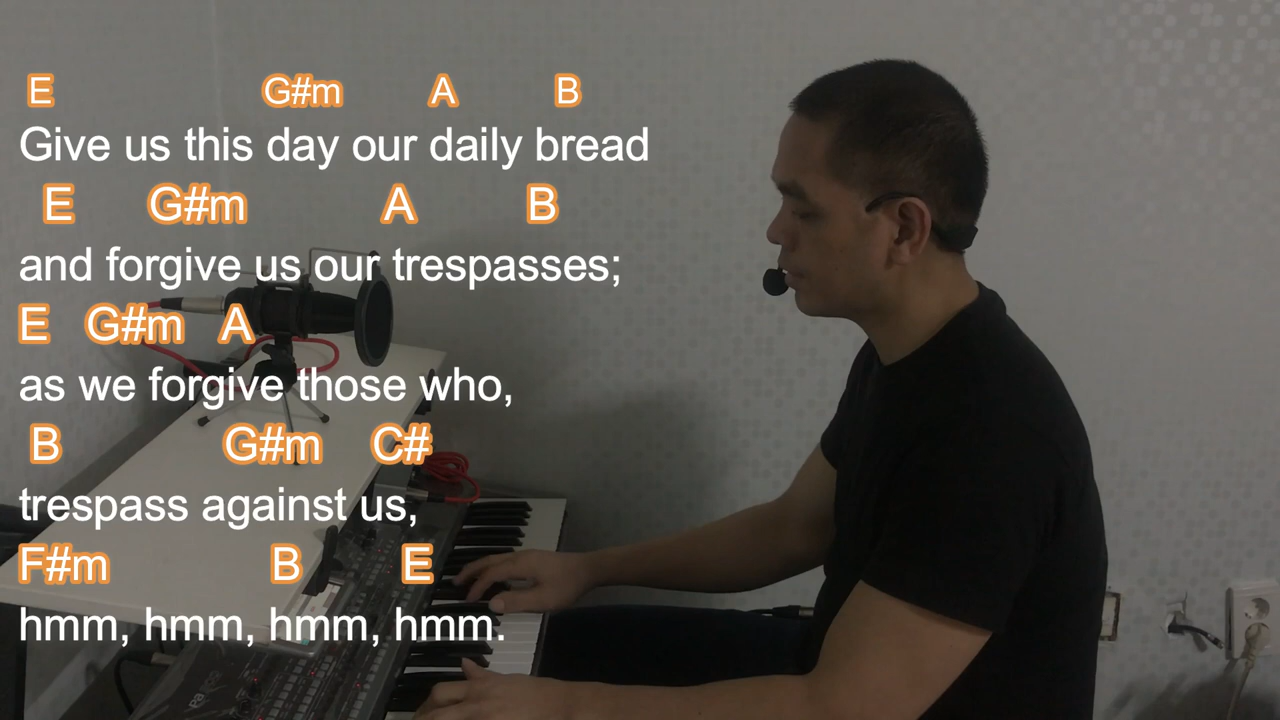 E G#m A B
Give us this day our daily bread
E G#m A B
and forgive us our trespasses;
E G#m A
as we forgive those who,
B G#m C#
trespass against us,
F#m B E
hmm, hmm, hmm, hmm.